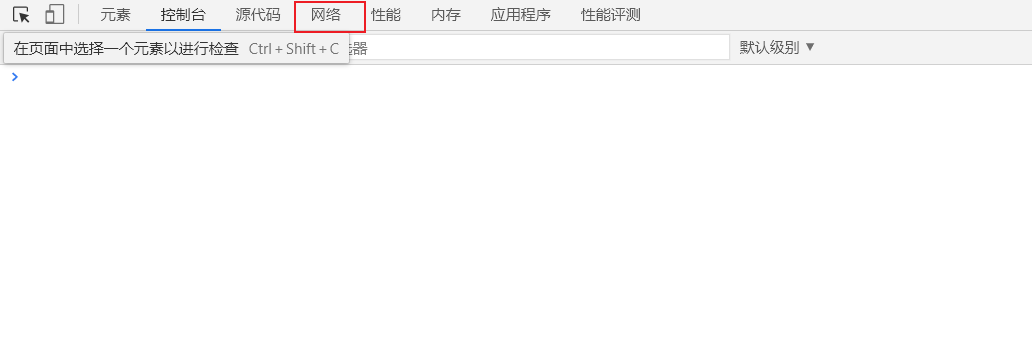 元素 控制台 源代码 网络 性能 内存 应用程序 性能评测
在页面中选择一个元素以进行检查 Ctrl + Shift + C 器 默认级别 ▼